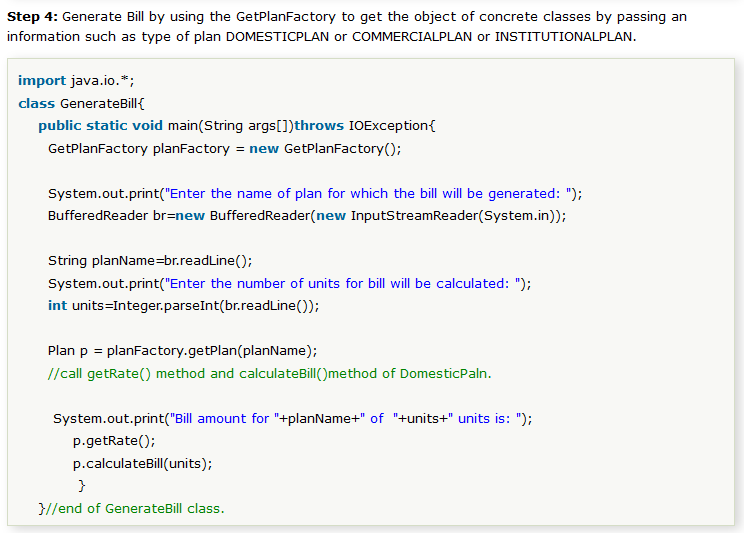 Step 4: Generate Bill by using the GetPlanFactory to get the object of concrete classes by passing an
information such as type of plan DOMESTICPLAN or COMMERCIALPLAN or INSTITUTIONALPLAN.
import java.io.*;
class GenerateBill{
public static void main(String args[])throws IOException{
GetPlanFactory planFactory = new GetPlanFactory();
System.out.print("Enter the name of plan for which the bill will be generated: ");
BufferedReader br=new BufferedReader(new InputStreamReader(System.in));
String planName=br.readLine();
System.out.print("Enter the number of units for bill will be calculated: ");
int units=Integer.parseInt(br.readLine());
Plan p = planFactory.getPlan(planName);
//call getRate() method and calculateBill()method of DomesticPaln.
System.out.print("Bill amount for "+planName+" of  "+units+" units is: ");
p.getRate();
p.calculateBill(units);
}
}//end of GenerateBill class.